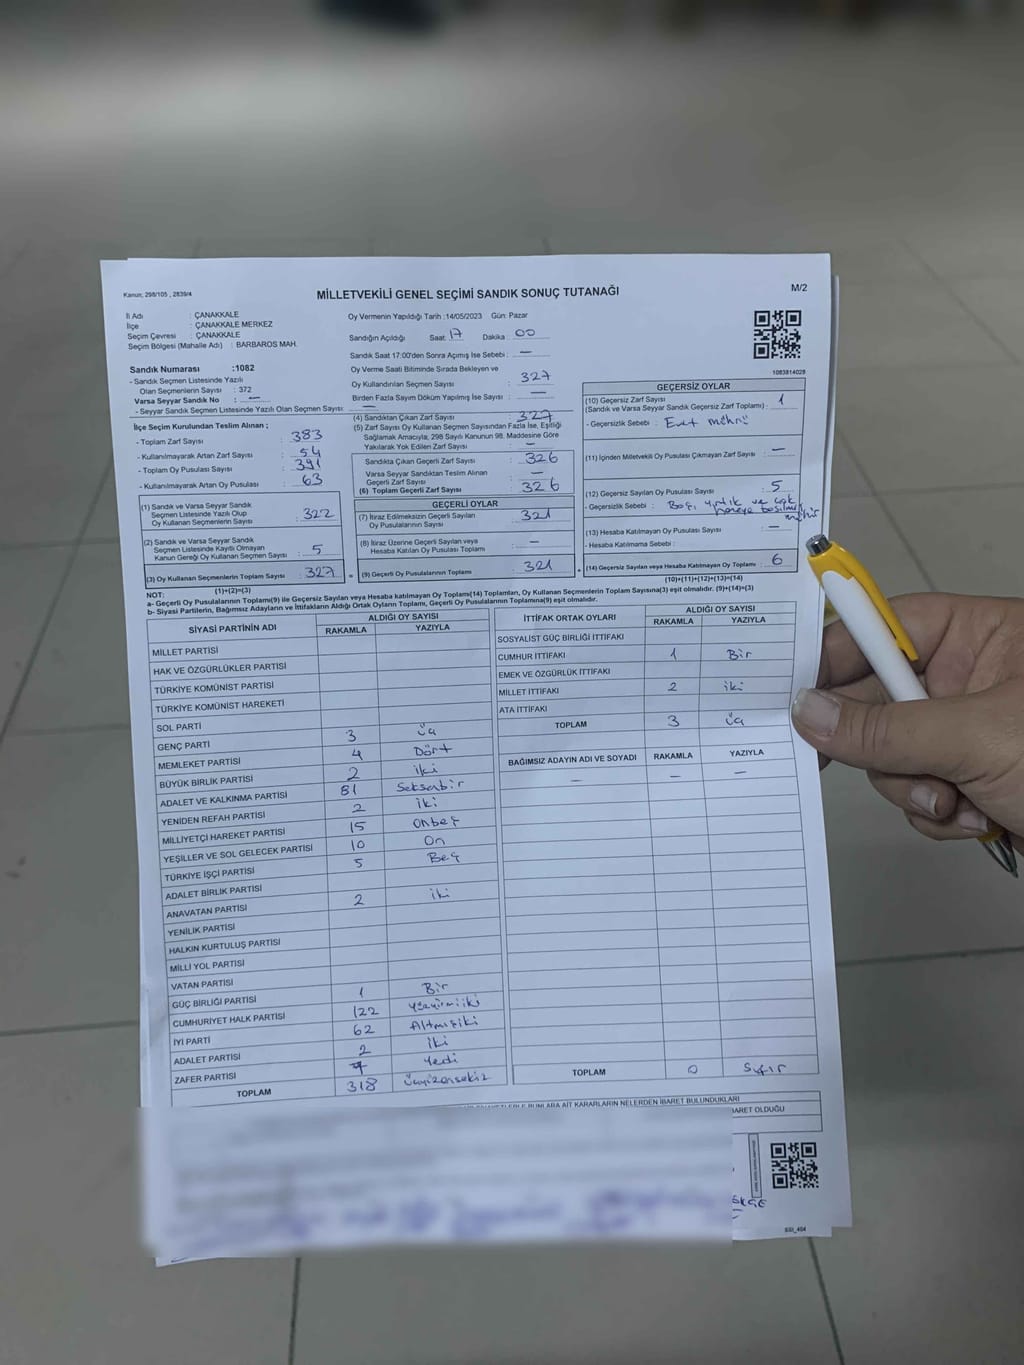 Kanun; 298/105 , 2839/4
MİLLETVEKİLİ GENEL SEÇİMİ SANDIK SONUÇ TUTANAĞI
M/2
İl Adı : ÇANAKKALE
İlçe : ÇANAKKALE MERKEZ
Seçim Çevresi : ÇANAKKALE
Seçim Bölgesi (Mahalle Adı) : BARBAROS MAH.
Sandık Numarası :1082
- Sandık Seçmen Listesinde Yazılı
Olan Seçmenlerin Sayısı : 372
Varsa Seyyar Sandık No : —
- Seyyar Sandık Seçmen Listesinde Yazılı Olan Seçmen Sayısı: —
Oy Vermenin Yapıldığı Tarih :14/05/2023 Gün: Pazar
Sandığın Açıldığı Saat: 17 Dakika : 00
Sandık Saat 17:00'den Sonra Açımış İse Sebebi : —
Oy Verme Saati Bitiminde Sırada Bekleyen ve
Oy Kullandırılan Seçmen Sayısı : 327
Birden Fazla Sayım Döküm Yapılmış İse Sayısı : —
1083814028
İlçe Seçim Kurulundan Teslim Alınan ;
- Toplam Zarf Sayısı : 383
- Kullanılmayarak Artan Zarf Sayısı : 54
- Toplam Oy Pusulası Sayısı : 391
- Kullanılmayarak Artan Oy Pusulası : 63
(1) Sandık ve Varsa Seyyar Sandık
Seçmen Listesinde Yazılı Olup
Oy Kullanan Seçmenlerin Sayısı : 322
(2) Sandık ve Varsa Seyyar Sandık
Seçmen Listesinde Kayıtlı Olmayan
Kanun Gereği Oy Kullanan Seçmen Sayısı : 5
(3) Oy Kullanan Seçmenlerin Toplam Sayısı : 327
(1)+(2)=(3)
(4) Sandıktan Çıkan Zarf Sayısı : 327
(5) Zarf Sayısı Oy Kullanan Seçmen Sayısından Fazla İse, Eşitliği
Sağlamak Amacıyla, 298 Sayılı Kanunun 98. Maddesine Göre
Yakılarak Yok Edilen Zarf Sayısı : —
Sandıkta Çıkan Geçerli Zarf Sayısı : 326
Varsa Seyyar Sandıktan Teslim Alınan
Geçerli Zarf Sayısı : —
(6) Toplam Geçerli Zarf Sayısı : 326
GEÇERLİ OYLAR
(7) İtiraz Edilmeksizin Geçerli Sayılan
Oy Pusulalarının Sayısı : 321
(8) İtiraz Üzerine Geçerli Sayılan veya
Hesaba Katılan Oy Pusulası Toplamı : —
= (9) Geçerli Oy Pusulalarının Toplamı : 321
GEÇERSİZ OYLAR
(10) Geçersiz Zarf Sayısı
(Sandık ve Varsa Seyyar Sandık Geçersiz Zarf Toplamı) : 1
- Geçersizlik Sebebi : Evet mührü
(11) İçinden Milletvekili Oy Pusulası Çıkmayan Zarf Sayısı : —
(12) Geçersiz Sayılan Oy Pusulası Sayısı : 5
- Geçersizlik Sebebi : Boş, yırtık ve çok
(13) Hesaba Katılmayan Oy Pusulası Sayısı : —
- Hesaba Katılmama Sebebi :
+ (14) Geçersiz Sayılan veya Hesaba Katılmayan Oy Toplamı : 6
(10)+(11)+(12)+(13)=(14)
NOT:
a- Geçerli Oy Pusulalarının Toplamı(9) ile Geçersiz Sayılan veya Hesaba katılmayan Oy Toplamı(14) Toplamları, Oy Kullanan Seçmenlerin Toplam Sayısına(3) eşit olmalıdır. (9)+(14)=(3)
b- Siyasi Partilerin, Bağımsız Adayların ve İttifakların Aldığı Ortak Oyların Toplamı, Geçerli Oy Pusulalarının Toplamına(9) eşit olmalıdır.
SİYASİ PARTİNİN ADI ALDIĞI OY SAYISI
RAKAMLA YAZIYLA
MİLLET PARTİSİ
HAK VE ÖZGÜRLÜKLER PARTİSİ
TÜRKİYE KOMÜNİST PARTİSİ
TÜRKİYE KOMÜNİST HAREKETİ
SOL PARTİ
GENÇ PARTİ 3 Üç
MEMLEKET PARTİSİ 4 Dört
BÜYÜK BİRLİK PARTİSİ 2 iki
ADALET VE KALKINMA PARTİSİ 81 Seksenbir
YENİDEN REFAH PARTİSİ 2 iki
MİLLİYETÇİ HAREKET PARTİSİ 15 Onbeş
YEŞİLLER VE SOL GELECEK PARTİSİ 10 On
TÜRKİYE İŞÇİ PARTİSİ 5 Beş
ADALET BİRLİK PARTİSİ
ANAVATAN PARTİSİ 2 iki
YENİLİK PARTİSİ
HALKIN KURTULUŞ PARTİSİ
MİLLİ YOL PARTİSİ
VATAN PARTİSİ
GÜÇ BİRLİĞİ PARTİSİ 1 Bir
CUMHURİYET HALK PARTİSİ 122 yüzyirmiiki
İYİ PARTİ 62 Altmışiki
ADALET PARTİSİ 2 iki
ZAFER PARTİSİ 7 Yedi
TOPLAM 318 Üçyüzonsekiz
İTTİFAK ORTAK OYLARI ALDIĞI OY SAYISI
RAKAMLA YAZIYLA
SOSYALİST GÜÇ BİRLİĞİ İTTİFAKI
CUMHUR İTTİFAKI 1 Bir
EMEK VE ÖZGÜRLÜK İTTİFAKI
MİLLET İTTİFAKI 2 iki
ATA İTTİFAKI
TOPLAM 3 Üç
BAĞIMSIZ ADAYIN ADI VE SOYADI RAKAMLA YAZIYLA
— — —
TOPLAM 0 Sıfır
BUNLARA AİT KARARLARIN NELERDEN İBARET BULUNDUKLARI
BARET OLDUĞU